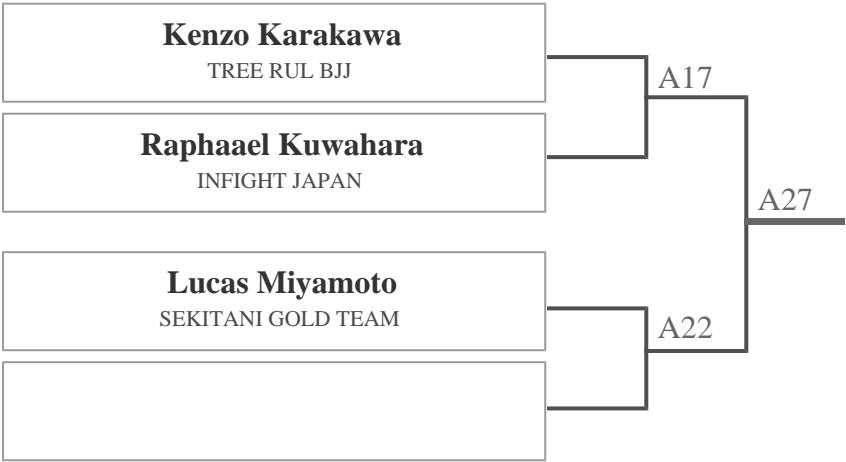 Kenzo Karakawa
TREE RUL BJJ
A17
Raphaael Kuwahara
INFIGHT JAPAN
A27
Lucas Miyamoto
SEKITANI GOLD TEAM
A22